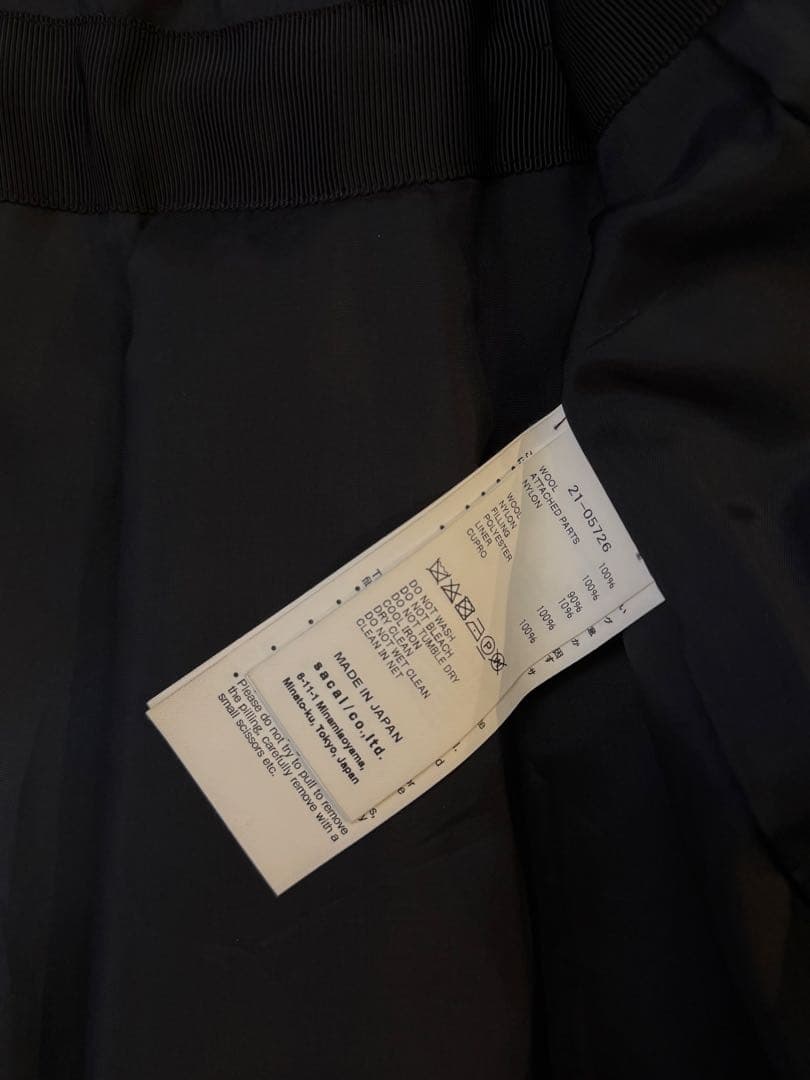 21-05726
WOOL 100%
ATTACHED PARTS
NYLON 100%
WOOL 90%
NYLON 10%
FILLING
POLYESTER 100%
LINER
CUPRO 100%
DO NOT WASH
DO NOT BLEACH
DO NOT TUMBLE DRY
COOL IRON
DRY CLEAN
DO NOT WET CLEAN
CLEAN IN NET
MADE IN JAPAN
sacai/co.,ltd.
6-11-1 Minamiaoyama,
Minato-ku, Tokyo, Japan
• Please do not try to pull to remove
the pilling, carefully remove with a
small scissors etc.